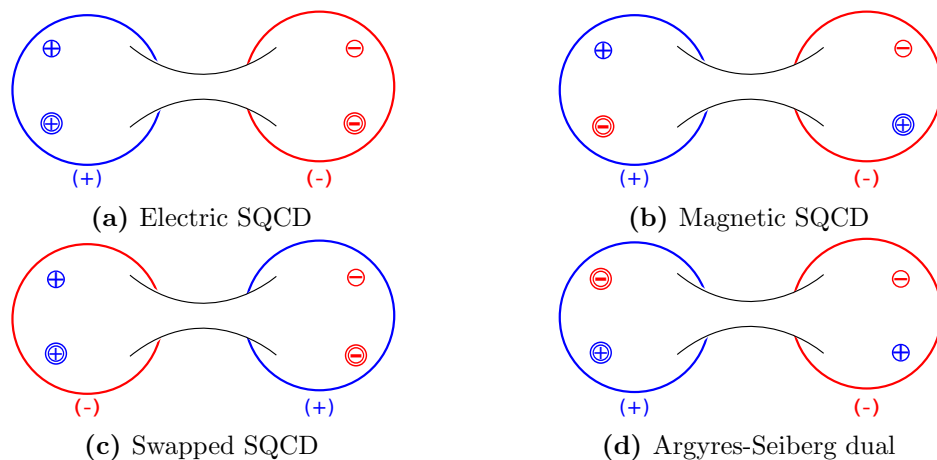 (+) (-)
(a) Electric SQCD
(+) (-)
(b) Magnetic SQCD
(-) (+)
(c) Swapped SQCD
(+) (-)
(d) Argyres-Seiberg dual